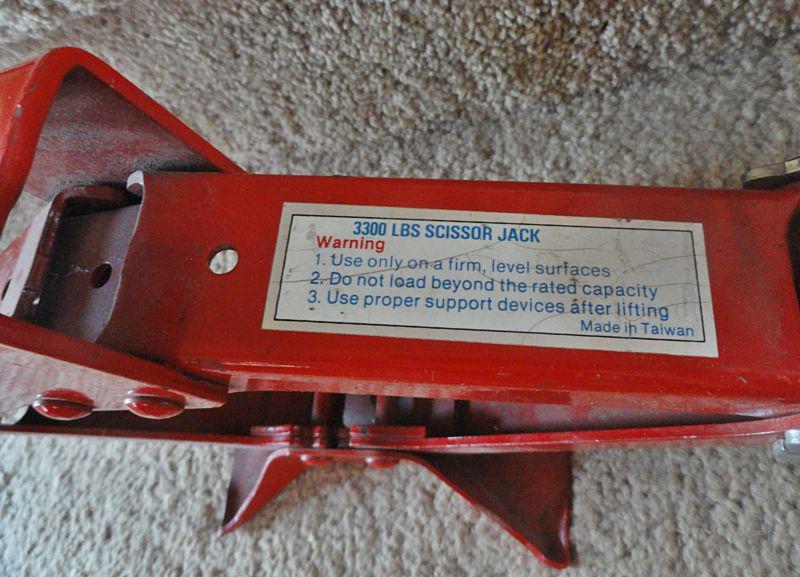 3300 LBS SCISSOR JACK
Warning
1. Use only on a firm, level surfaces
2. Do not load beyond the rated capacity
3. Use proper support devices after lifting
Made in Taiwan